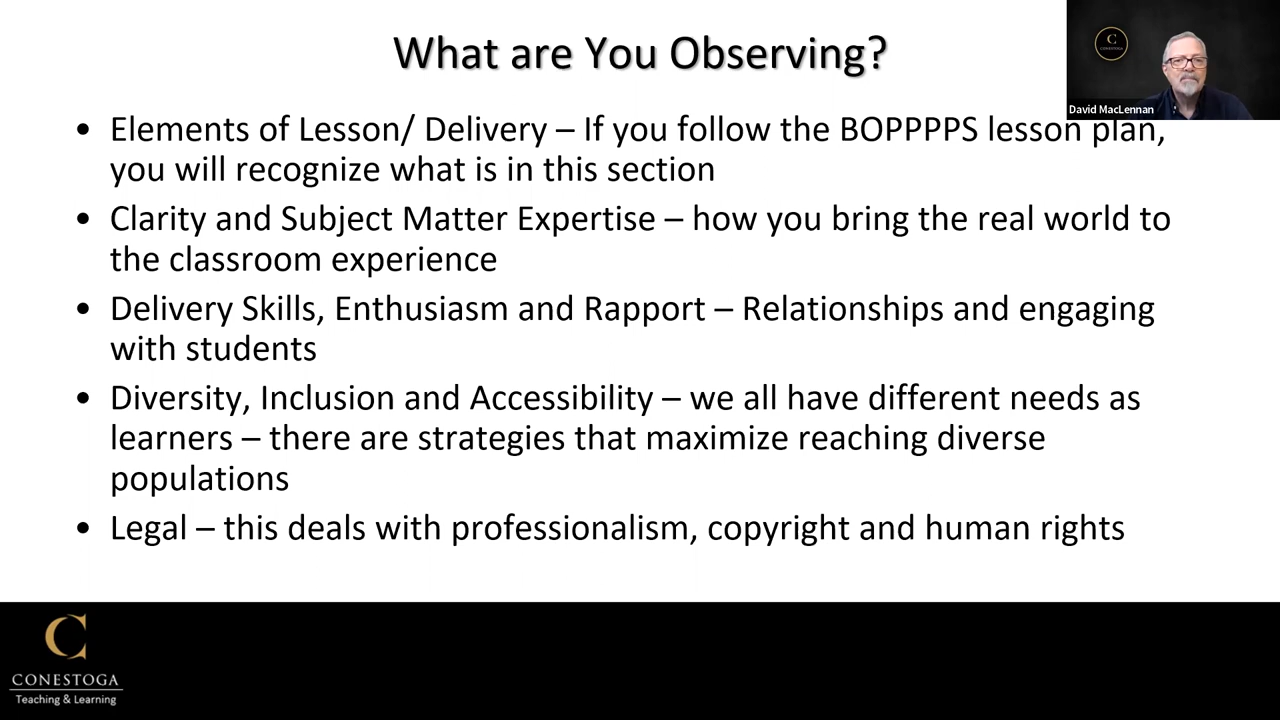 What are You Observing?
David MacLennan
• Elements of Lesson/ Delivery – If you follow the BOPPPPS lesson plan,
you will recognize what is in this section
• Clarity and Subject Matter Expertise – how you bring the real world to
the classroom experience
• Delivery Skills, Enthusiasm and Rapport – Relationships and engaging
with students
• Diversity, Inclusion and Accessibility – we all have different needs as
learners – there are strategies that maximize reaching diverse
populations
• Legal – this deals with professionalism, copyright and human rights
C
CONESTOGA
Teaching & Learning
C
CONESTOGA